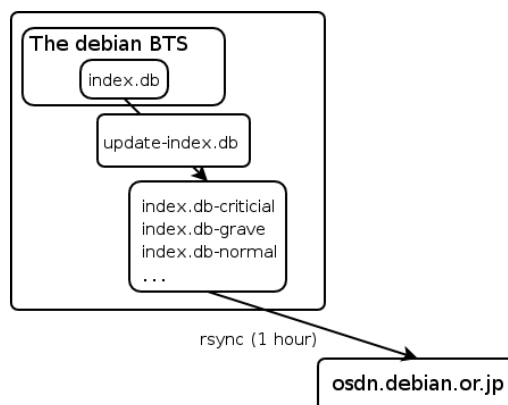 The debian BTS
index.db
update-index.db
index.db-criticial
index.db-grave
index.db-normal
...
rsync (1 hour)
osdn.debian.or.jp